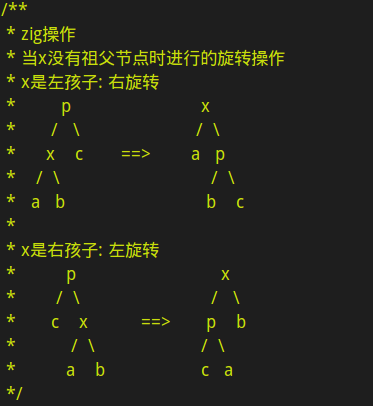 /**
 * zig操作
 * 当x没有祖父节点时进行的旋转操作
 * x是左孩子: 右旋转
 *         p                          x
 *       /   \                       /  \
 *      x    c       ==>        a   p
 *    /  \                              /  \
 *   a   b                            b    c
 *
 * x是右孩子: 左旋转
 *          p                             x
 *        /  \                          /   \
 *       c    x          ==>       p    b
 *           /  \                     /  \
 *          a    b                   c   a
 */